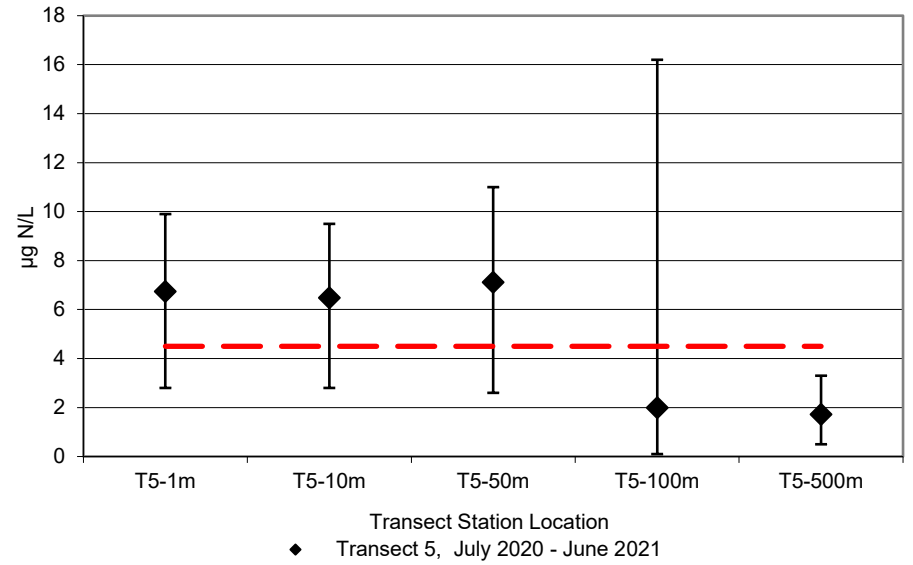 18
16
14
12
10
8
6
4
2
0
µg N/L
T5-1m T5-10m T5-50m T5-100m T5-500m
Transect Station Location
Transect 5, July 2020 - June 2021